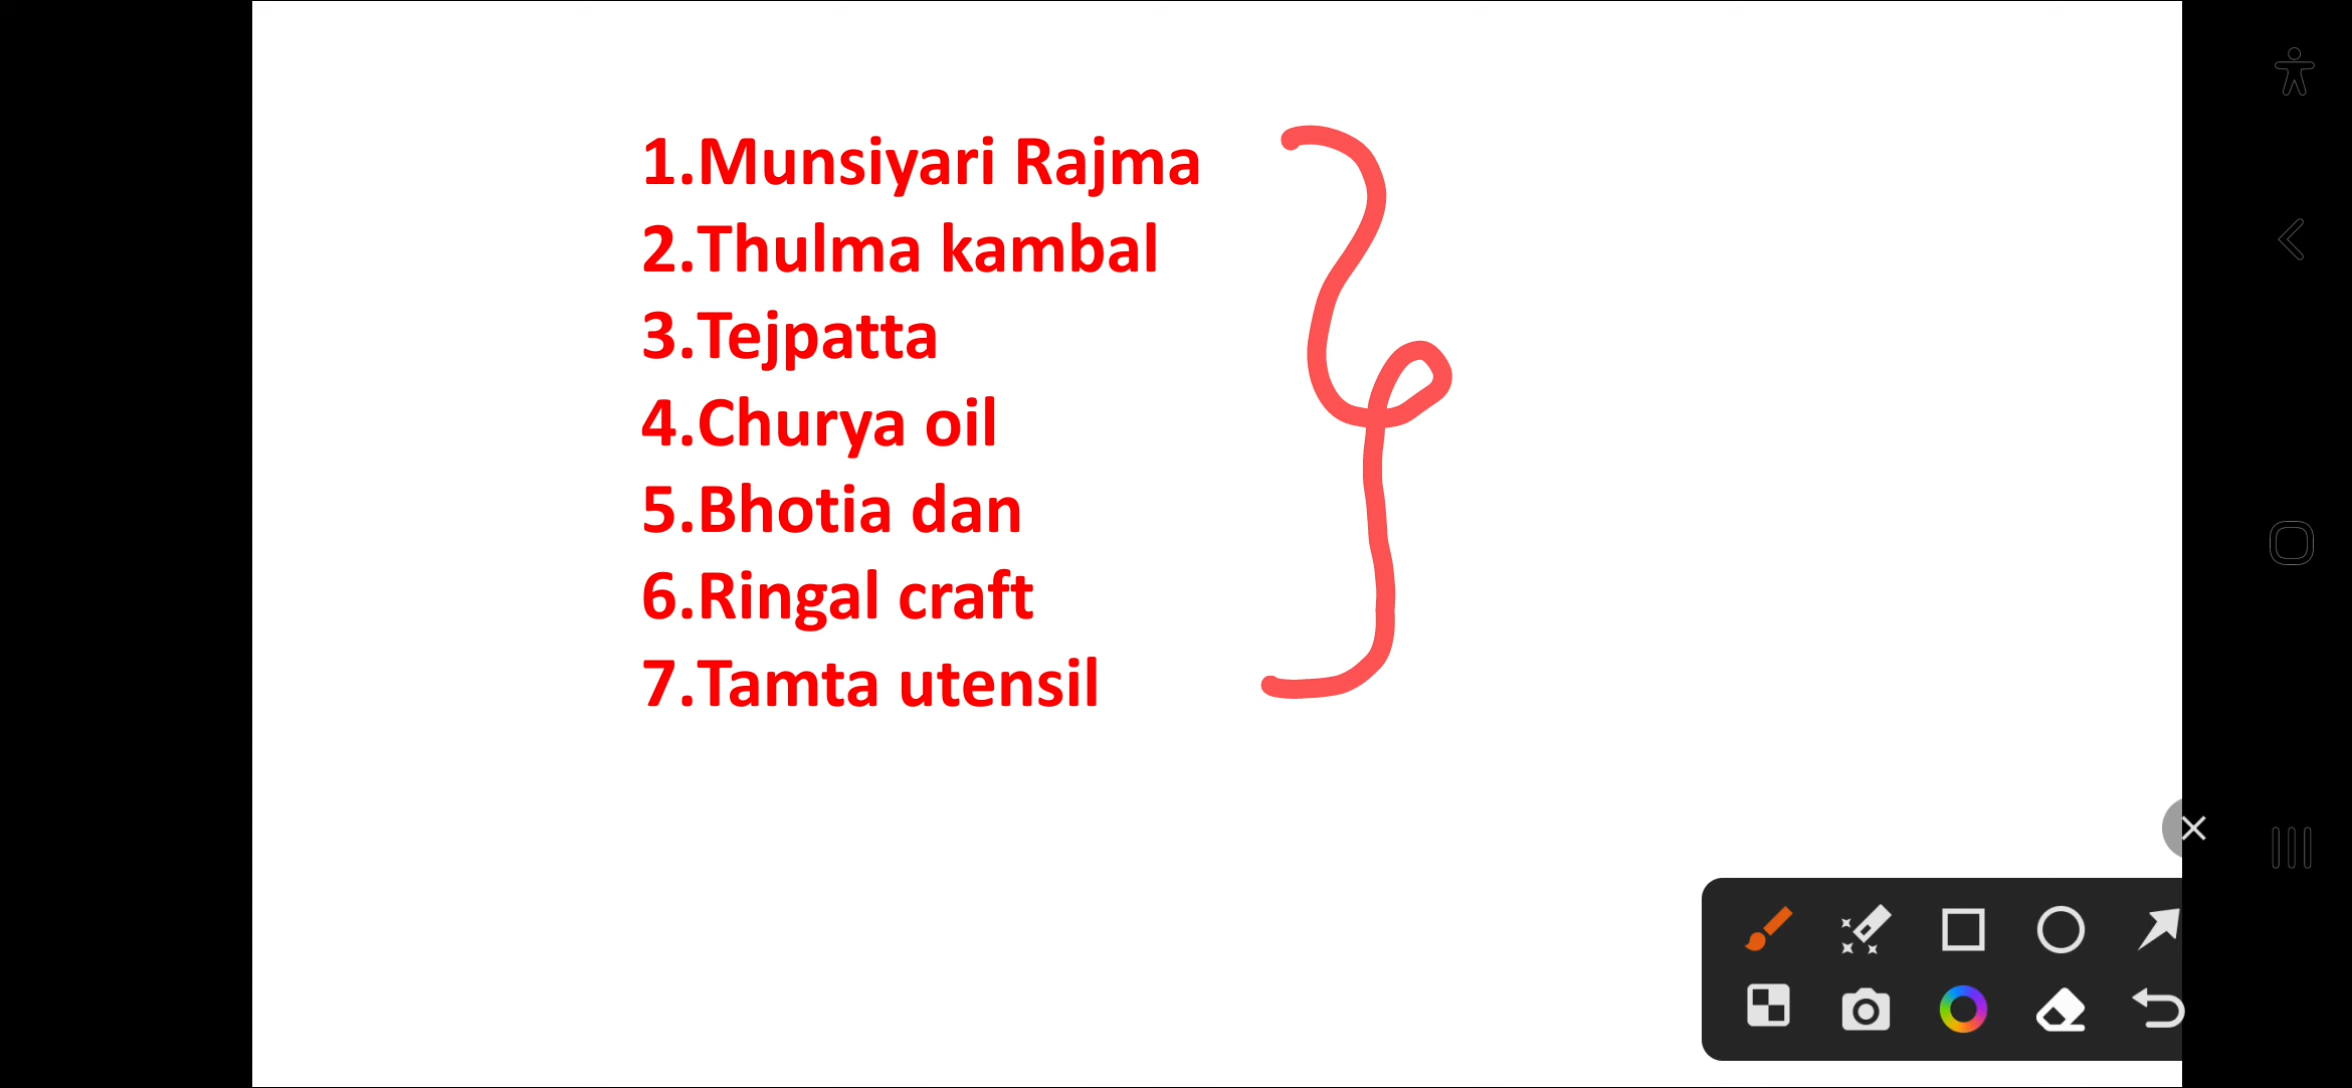 1.Munsiyari Rajma
2.Thulma kambal
3.Tejpatta
4.Churya oil
5.Bhotia dan
6.Ringal craft
7.Tamta utensil